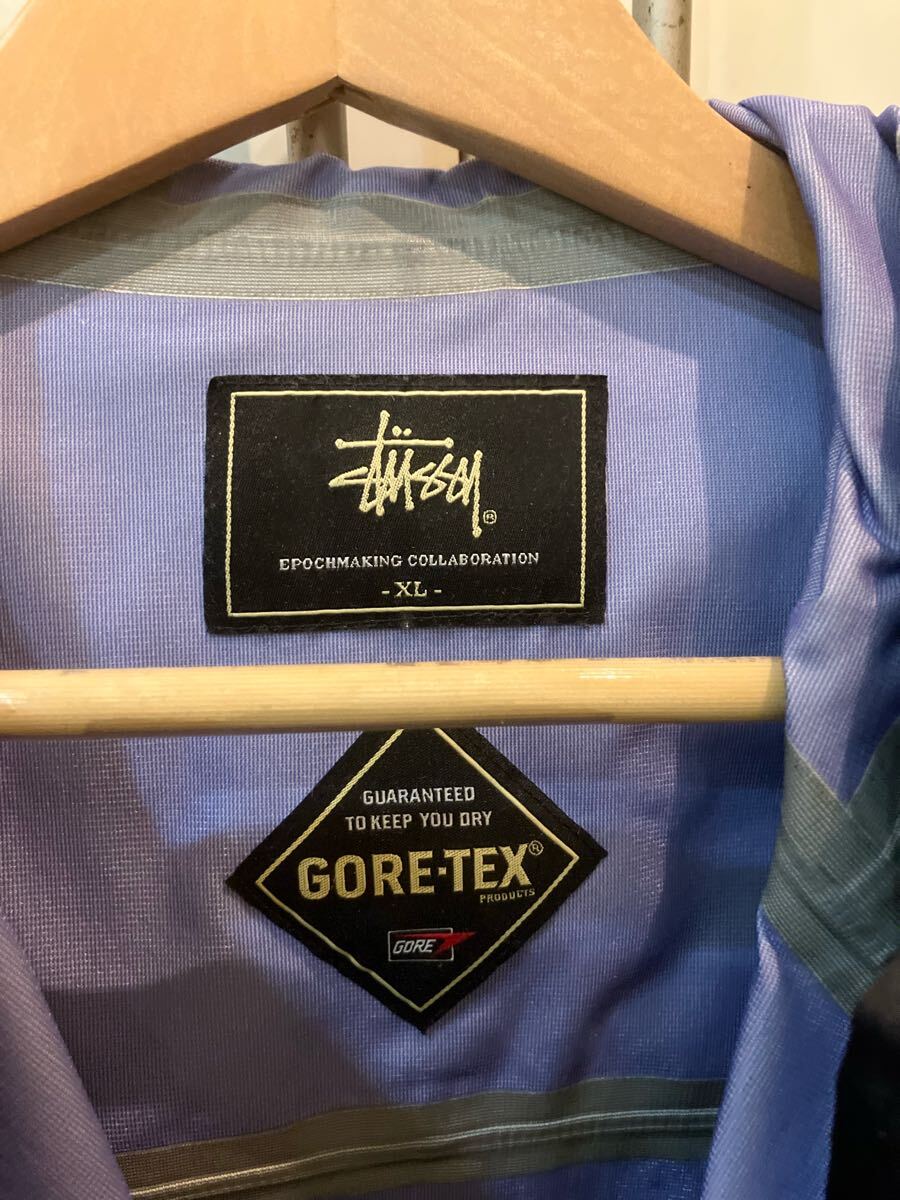 stüssy®
EPOCHMAKING COLLABORATION
- XL -
GUARANTEED
TO KEEP YOU DRY
GORE-TEX®
PRODUCTS
GORE